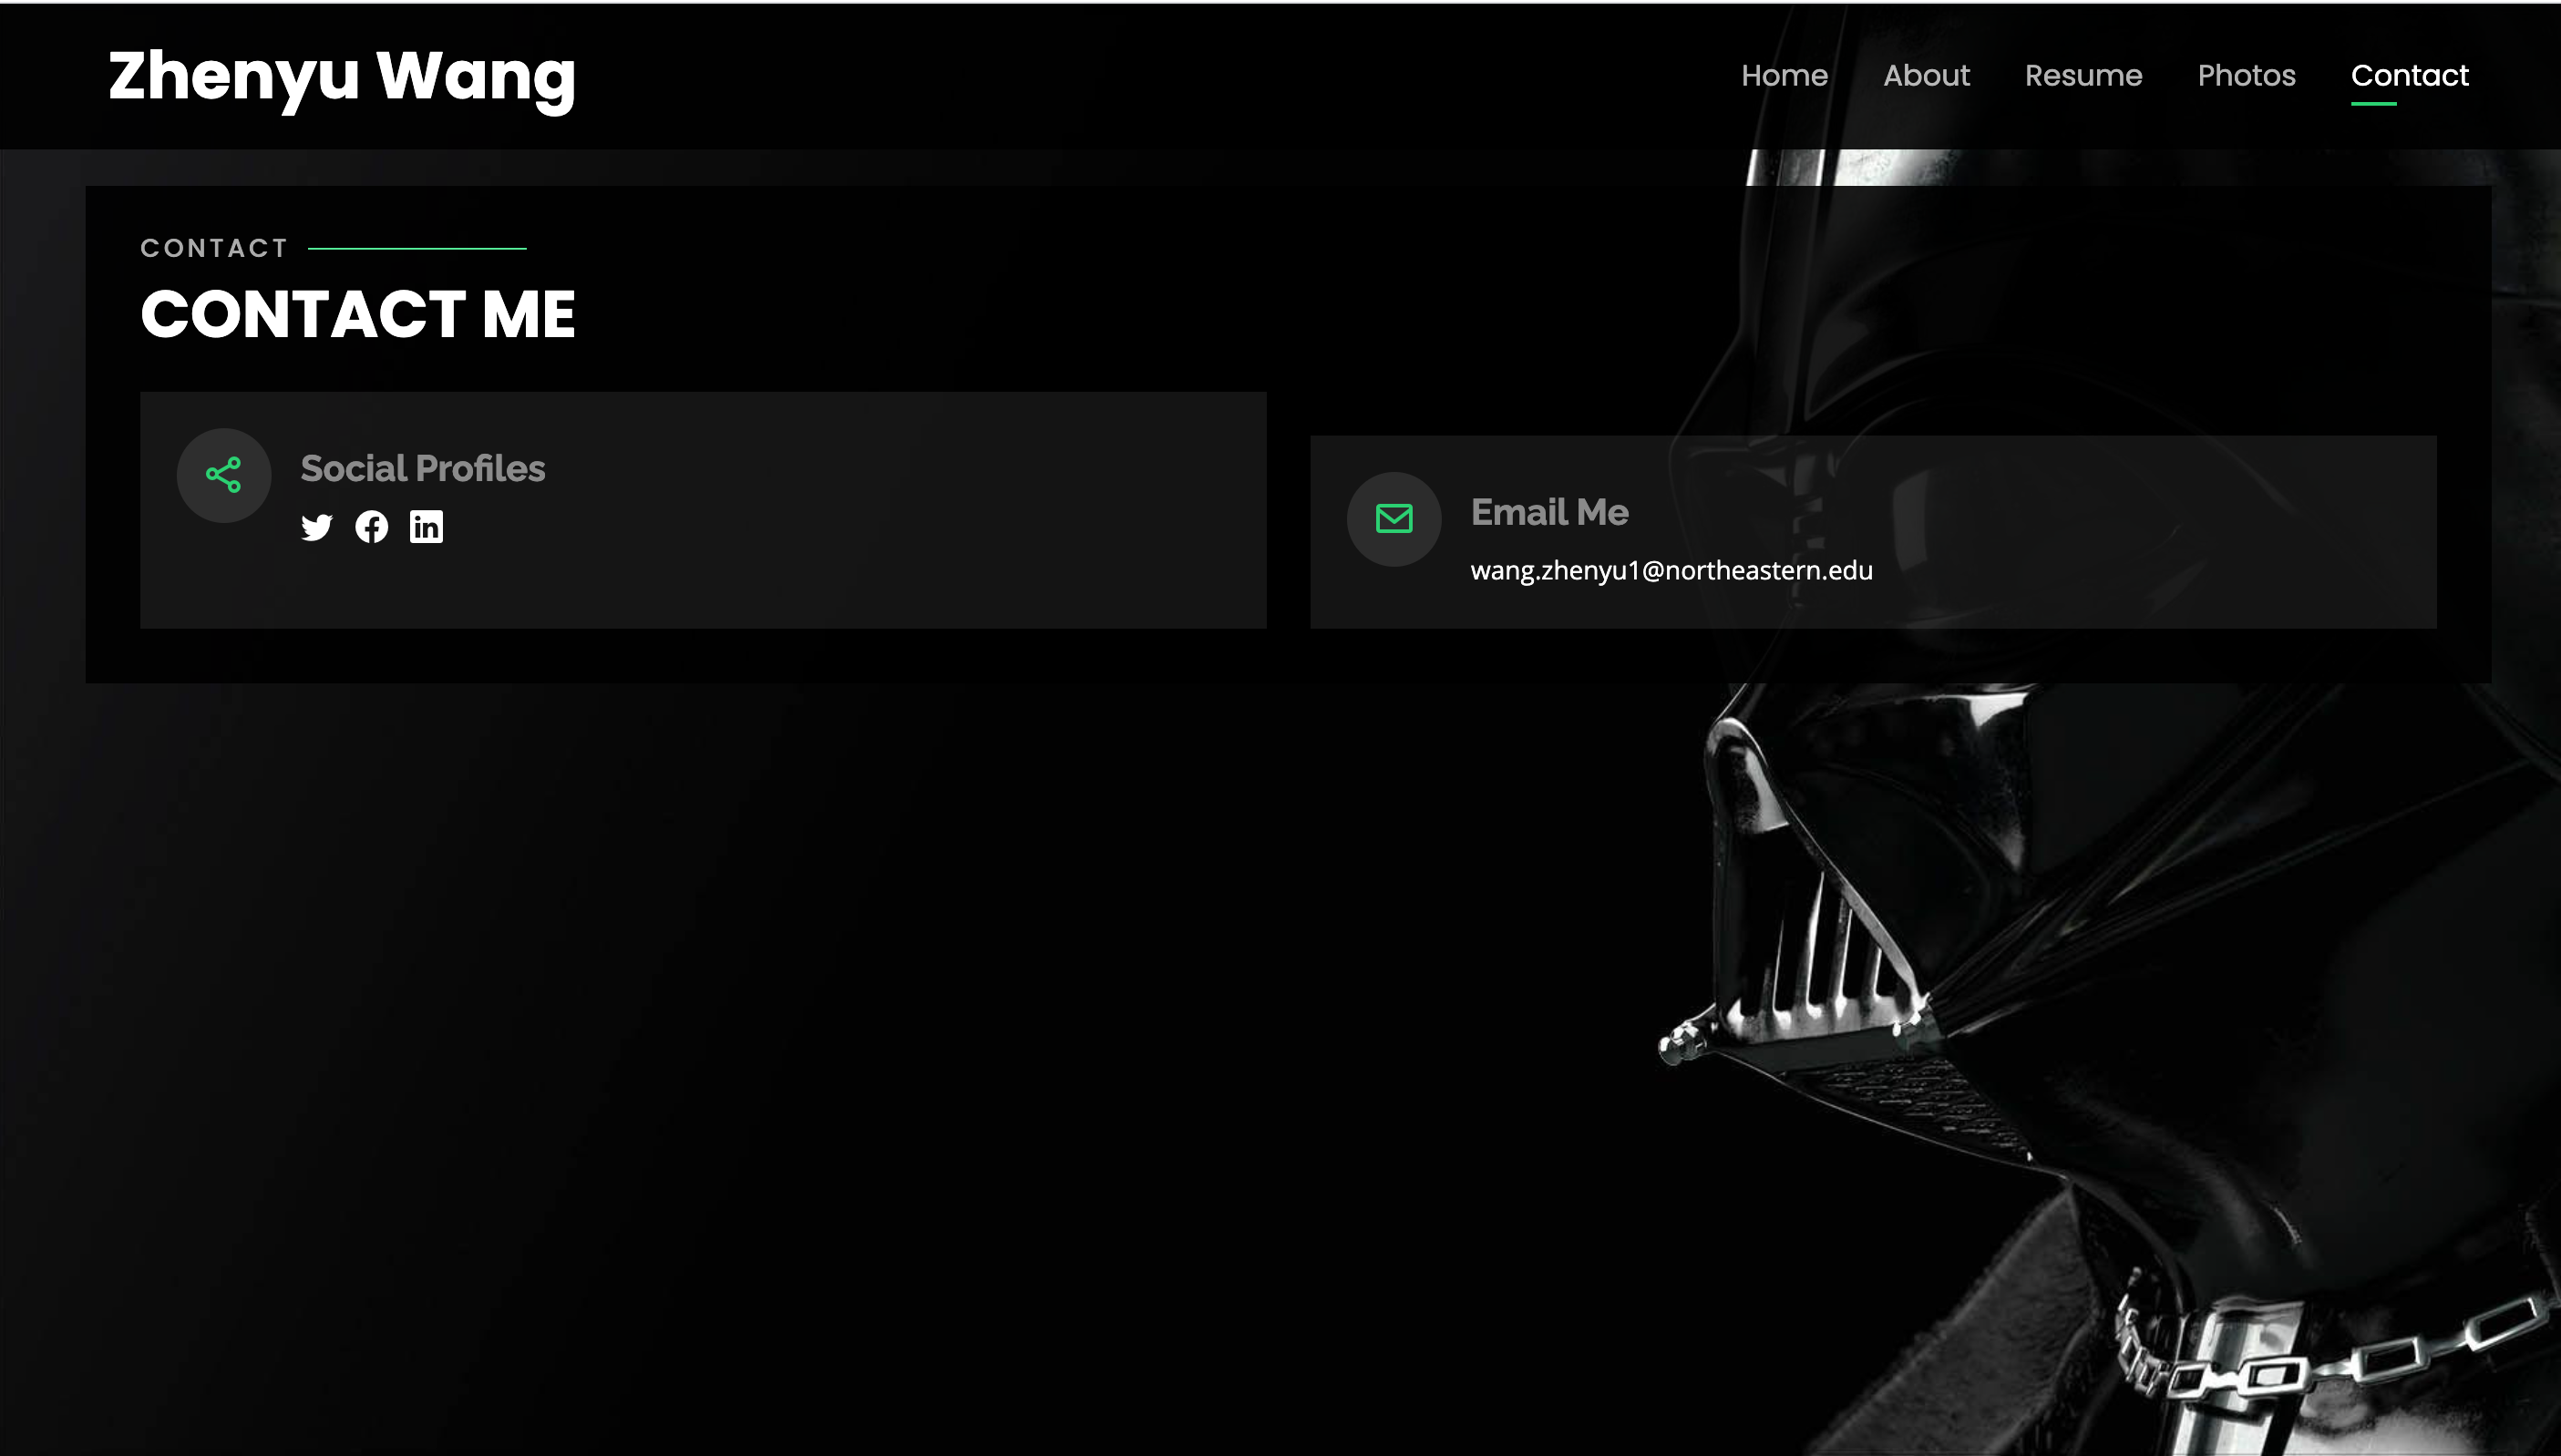 Zhenyu Wang
Home About Resume Photos Contact
CONTACT
CONTACT ME
Social Profiles
Email Me
wang.zhenyu1@northeastern.edu